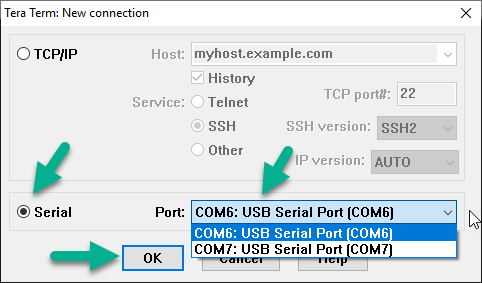 Tera Term: New connection
TCP/IP
Host: myhost.example.com
History
Service: Telnet
TCP port#: 22
SSH
SSH version: SSH2
Other
IP version: AUTO
Serial
Port: COM6: USB Serial Port (COM6)
COM6: USB Serial Port (COM6)
COM7: USB Serial Port (COM7)
OK
Cancel
Help